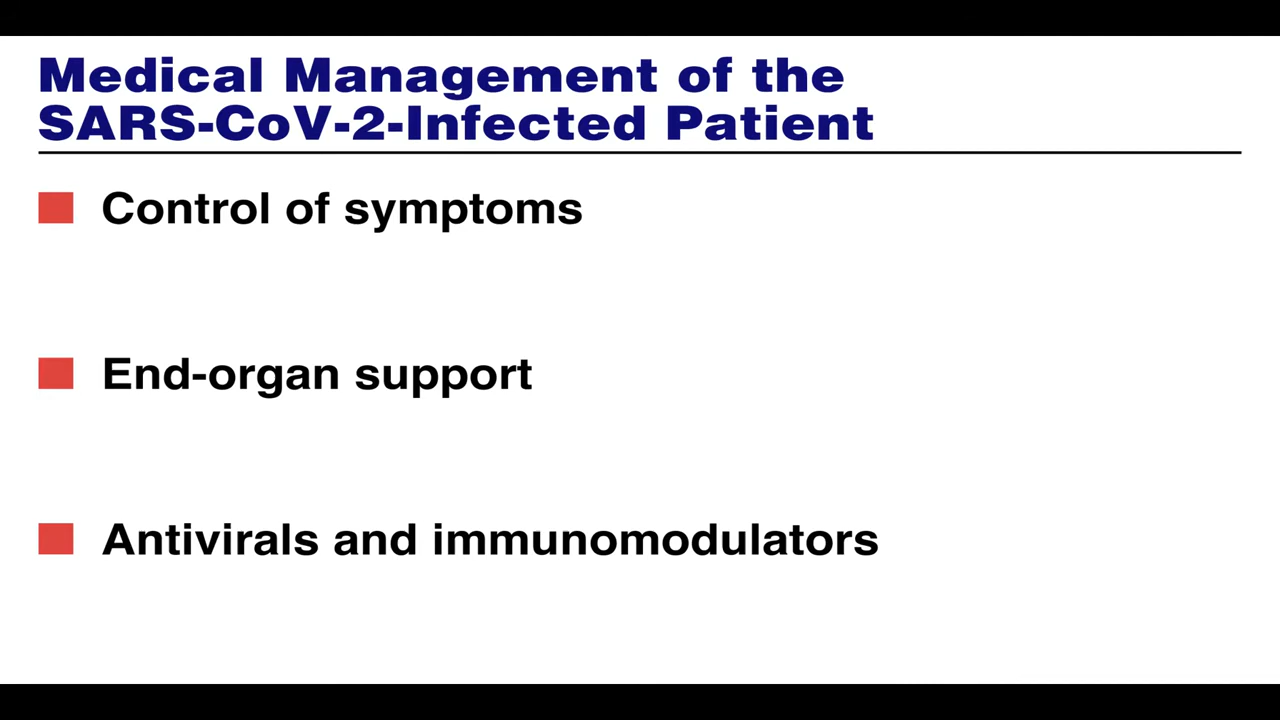 Medical Management of the
SARS-CoV-2-Infected Patient
Control of symptoms
End-organ support
Antivirals and immunomodulators